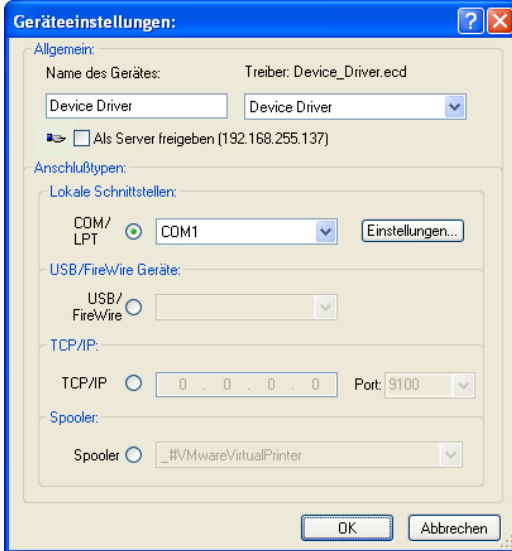 Geräteeinstellungen:
Allgemein:
Name des Gerätes:
Treiber: Device_Driver.ecd
Device Driver
Device Driver
Als Server freigeben (192.168.255.137)
Anschlußtypen:
Lokale Schnittstellen:
COM/
LPT
COM1
Einstellungen...
USB/FireWire Geräte:
USB/
FireWire
TCP/IP:
TCP/IP
0 . 0 . 0 . 0
Port: 9100
Spooler:
Spooler
_#VMwareVirtualPrinter
OK
Abbrechen